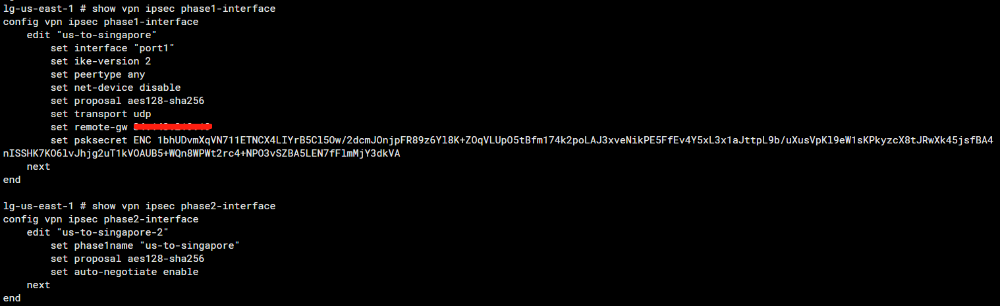 lg-us-east-1 # show vpn ipsec phase1-interface
config vpn ipsec phase1-interface
edit "us-to-singapore"
set interface "port1"
set ike-version 2
set peertype any
set net-device disable
set proposal aes128-sha256
set transport udp
set remote-gw
set psksecret ENC 1bhUDvmXqVN711ETNCX4LIYrB5Cl5Ow/2dcmJOnjpFR89z6Yl8K+ZOqVLUpO5tBfm174k2poLAJ3xveNikPE5FfEv4Y5xL3x1aJttpL9b/uXusVpKl9eW1sKPkyzcX8tJRwXk45jsfBA4
nISSHK7KO6lvJhjg2uT1kVOAUB5+WQn8WPWt2rc4+NPO3vSZBA5LEN7fFlmMjY3dkVA
next
end
lg-us-east-1 # show vpn ipsec phase2-interface
config vpn ipsec phase2-interface
edit "us-to-singapore-2"
set phase1name "us-to-singapore"
set proposal aes128-sha256
set auto-negotiate enable
next
end